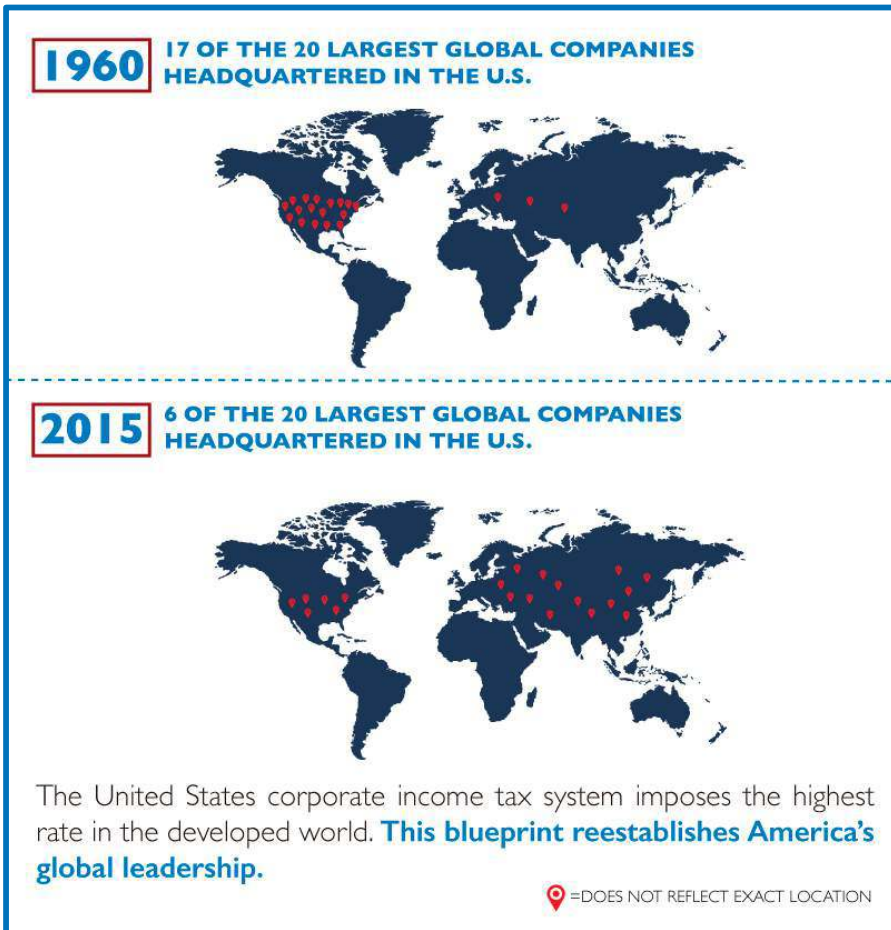 1960
17 OF THE 20 LARGEST GLOBAL COMPANIES
HEADQUARTERED IN THE U.S.
2015
6 OF THE 20 LARGEST GLOBAL COMPANIES
HEADQUARTERED IN THE U.S.
The United States corporate income tax system imposes the highest
rate in the developed world. This blueprint reestablishes America's
global leadership.
=DOES NOT REFLECT EXACT LOCATION